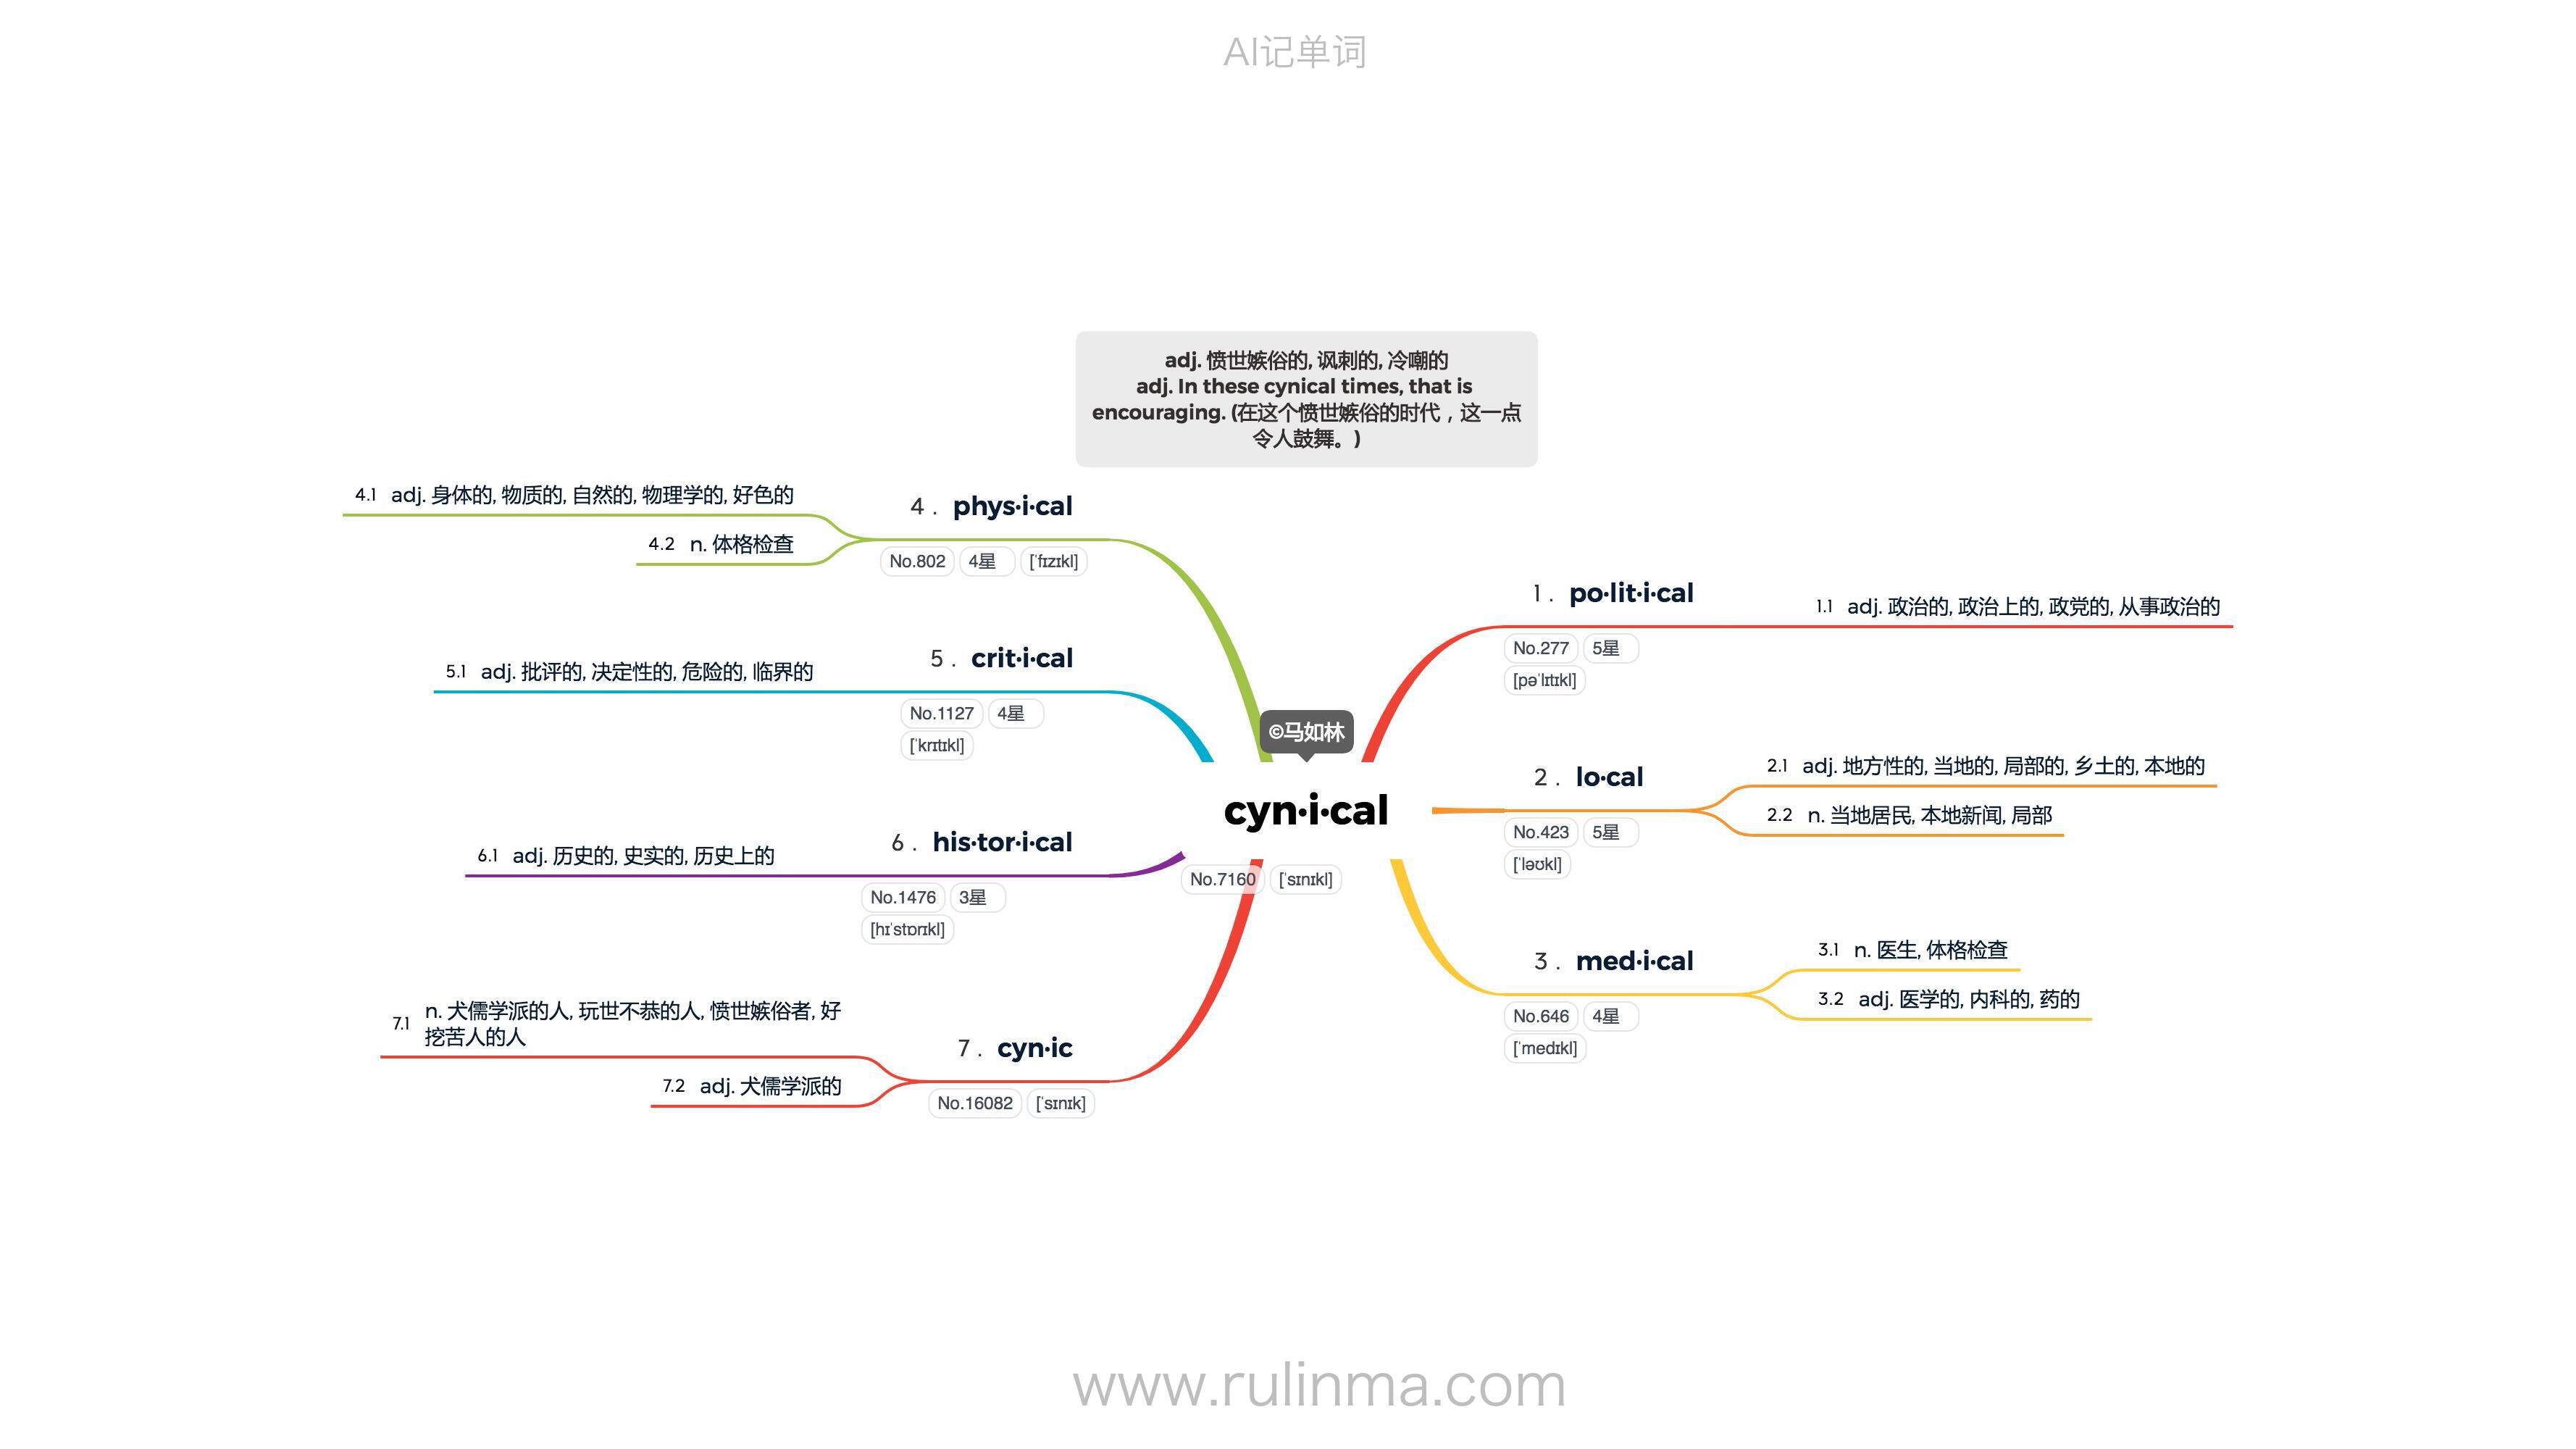 AI记单词
adj. 愤世嫉俗的, 讽刺的, 冷嘲的
adj. In these cynical times, that is
encouraging. (在这个愤世嫉俗的时代，这一点
令人鼓舞。)
©马如林
cyn·i·cal
No.7160 [ˈsɪnɪkl]
1 . po·lit·i·cal
No.277 5星
[pəˈlɪtɪkl]
1.1 adj. 政治的, 政治上的, 政党的, 从事政治的
2 . lo·cal
No.423 5星
[ˈləʊkl]
2.1 adj. 地方性的, 当地的, 局部的, 乡土的, 本地的
2.2 n. 当地居民, 本地新闻, 局部
3 . med·i·cal
No.646 4星
[ˈmedɪkl]
3.1 n. 医生, 体格检查
3.2 adj. 医学的, 内科的, 药的
4 . phys·i·cal
No.802 4星 [ˈfɪzɪkl]
4.1 adj. 身体的, 物质的, 自然的, 物理学的, 好色的
4.2 n. 体格检查
5 . crit·i·cal
No.1127 4星
[ˈkrɪtɪkl]
5.1 adj. 批评的, 决定性的, 危险的, 临界的
6 . his·tor·i·cal
No.1476 3星
[hɪˈstɒrɪkl]
6.1 adj. 历史的, 史实的, 历史上的
7 . cyn·ic
No.16082 [ˈsɪnɪk]
7.1 n. 犬儒学派的人, 玩世不恭的人, 愤世嫉俗者, 好
挖苦人的人
7.2 adj. 犬儒学派的
www.rulinma.com